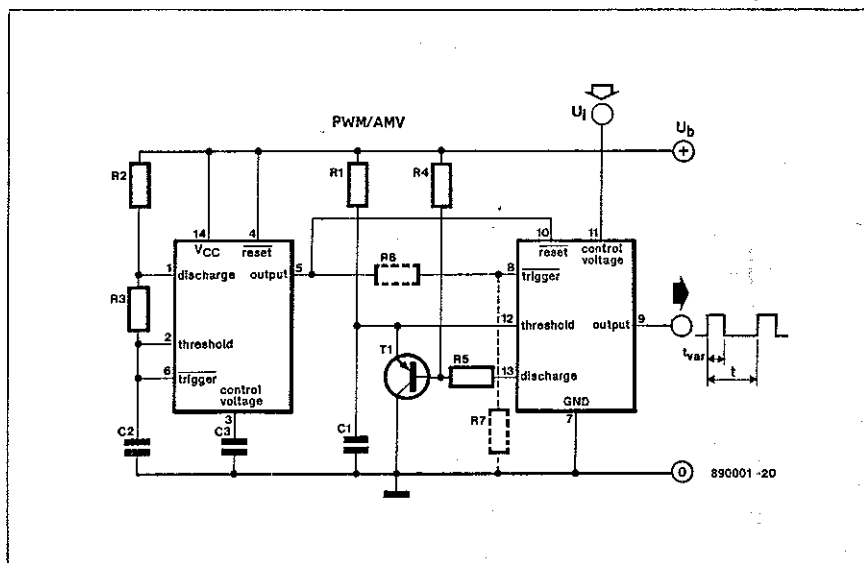 PWM/AMV
Ui
Ub
+
R2
R1
R4
14
4
VCC
reset
1
discharge
output
5
R3
2
threshold
6
trigger
control
voltage
3
C2
C3
R6
10
11
reset
control
voltage
8
trigger
12
threshold
output
9
T1
R5
13
discharge
GND
7
R7
C1
tvar
t
0
890001-20